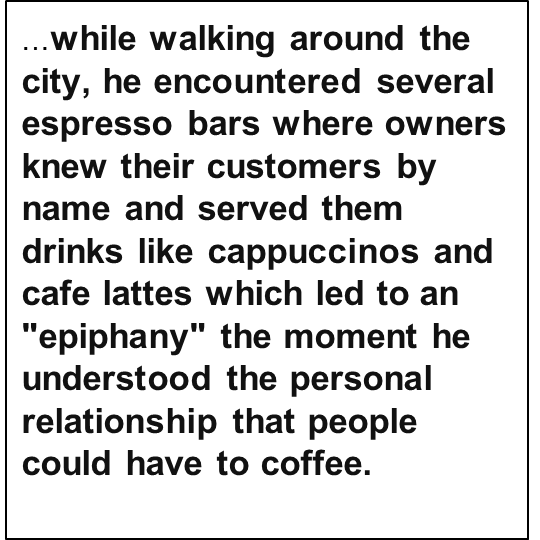 ...while walking around the
city, he encountered several
espresso bars where owners
knew their customers by
name and served them
drinks like cappuccinos and
cafe lattes which led to an
"epiphany" the moment he
understood the personal
relationship that people
could have to coffee.